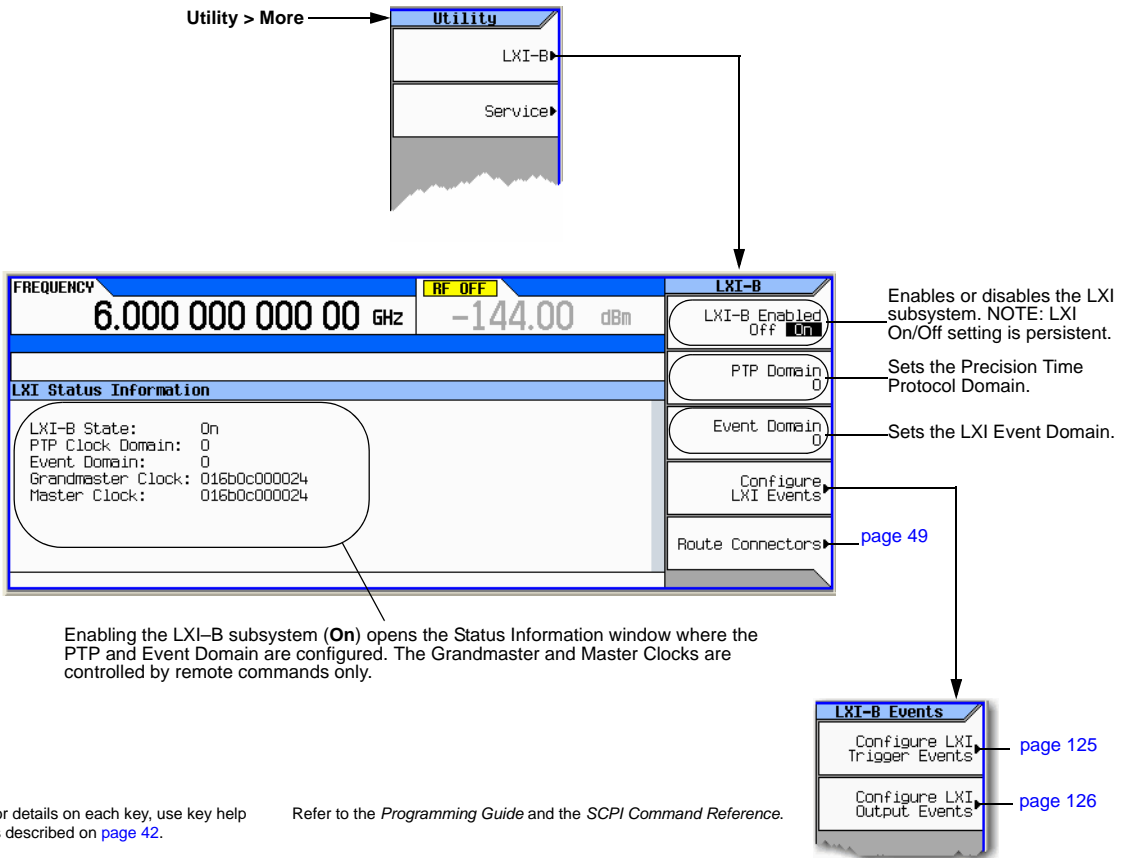 Utility > More
Utility
LXI-B
Service
FREQUENCY
6.000 000 000 00 GHz
RF OFF
-144.00 dBm
LXI Status Information
LXI-B State: On
PTP Clock Domain: 0
Event Domain: 0
Grandmaster Clock: 016b0c000024
Master Clock: 016b0c000024
LXI-B
LXI-B Enabled
Off On
PTP Domain
0
Event Domain
0
Configure
LXI Events
Route Connectors
Enables or disables the LXI
subsystem. NOTE: LXI
On/Off setting is persistent.
Sets the Precision Time
Protocol Domain.
Sets the LXI Event Domain.
page 49
Enabling the LXI–B subsystem (On) opens the Status Information window where the
PTP and Event Domain are configured. The Grandmaster and Master Clocks are
controlled by remote commands only.
LXI-B Events
Configure LXI
Trigger Events
page 125
Configure LXI
Output Events
page 126
or details on each key, use key help
s described on page 42.
Refer to the Programming Guide and the SCPI Command Reference.